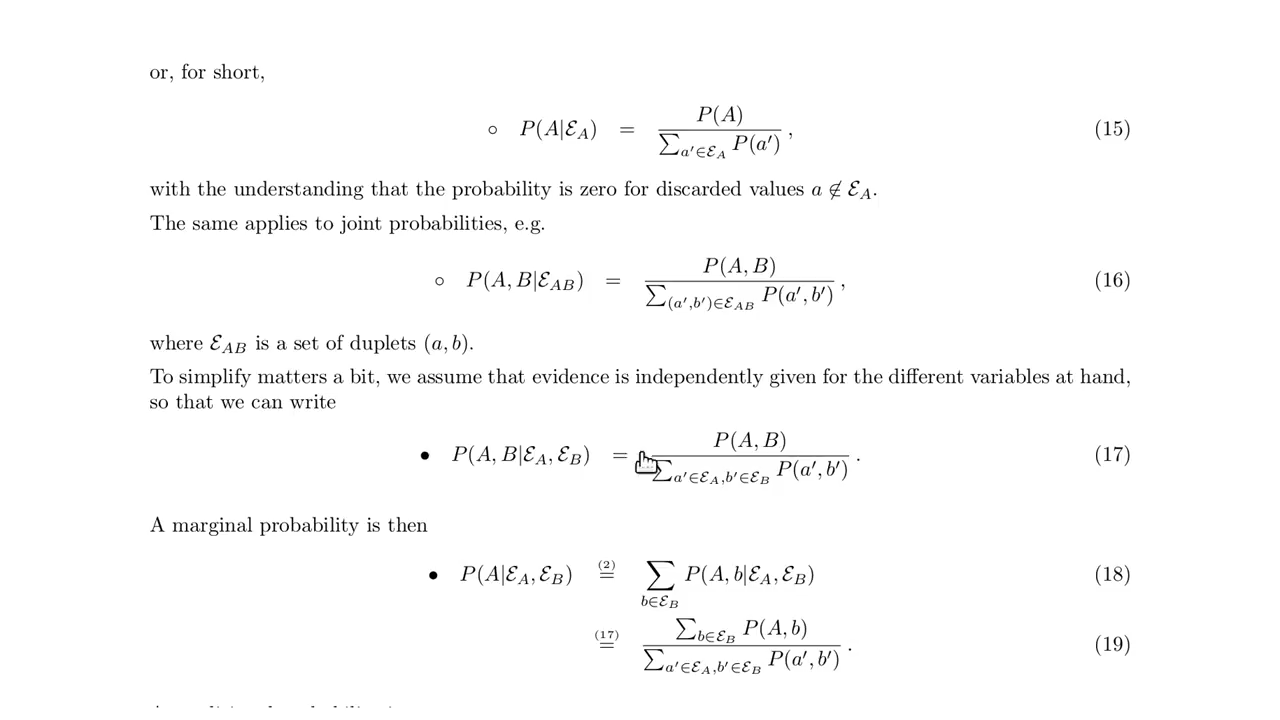 or, for short,
◦ P(A|ℰ_A) = P(A) / ∑_{a′∈ℰ_A} P(a′) , (15)
with the understanding that the probability is zero for discarded values a ∉ ℰ_A.
The same applies to joint probabilities, e.g.
◦ P(A, B|ℰ_{AB}) = P(A, B) / ∑_{(a′,b′)∈ℰ_{AB}} P(a′, b′) , (16)
where ℰ_{AB} is a set of duplets (a, b).
To simplify matters a bit, we assume that evidence is independently given for the different variables at hand,
so that we can write
• P(A, B|ℰ_A, ℰ_B) = P(A, B) / ∑_{a′∈ℰ_A,b′∈ℰ_B} P(a′, b′) . (17)
A marginal probability is then
• P(A|ℰ_A, ℰ_B) (2)= ∑_{b∈ℰ_B} P(A, b|ℰ_A, ℰ_B) (18)
(17)= ∑_{b∈ℰ_B} P(A, b) / ∑_{a′∈ℰ_A,b′∈ℰ_B} P(a′, b′) . (19)